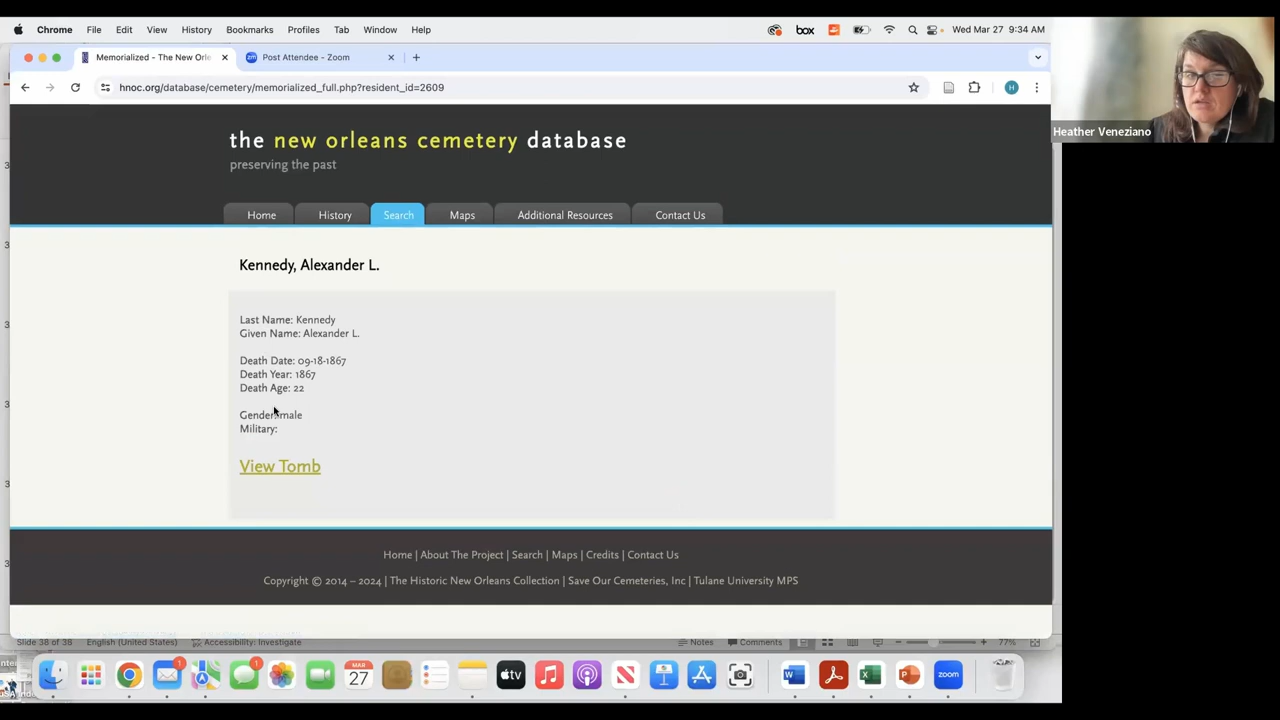 Chrome File Edit View History Bookmarks Profiles Tab Window Help box Wed Mar 27 9:34 AM
Memorialized - The New Orle Post Attendee - Zoom
hnoc.org/database/cemetery/memorialized_full.php?resident_id=2609 H
Heather Veneziano
the new orleans cemetery database
preserving the past
Home History Search Maps Additional Resources Contact Us
Kennedy, Alexander L.
Last Name: Kennedy
Given Name: Alexander L.
Death Date: 09-18-1867
Death Year: 1867
Death Age: 22
Gender: male
Military:
View Tomb
Home | About The Project | Search | Maps | Credits | Contact Us
Copyright © 2014 – 2024 | The Historic New Orleans Collection | Save Our Cemeteries, Inc | Tulane University MPS
Slide 38 of 38 English (United States) Accessibility: Investigate Notes Comments 77%
MAR
27
tv
zoom